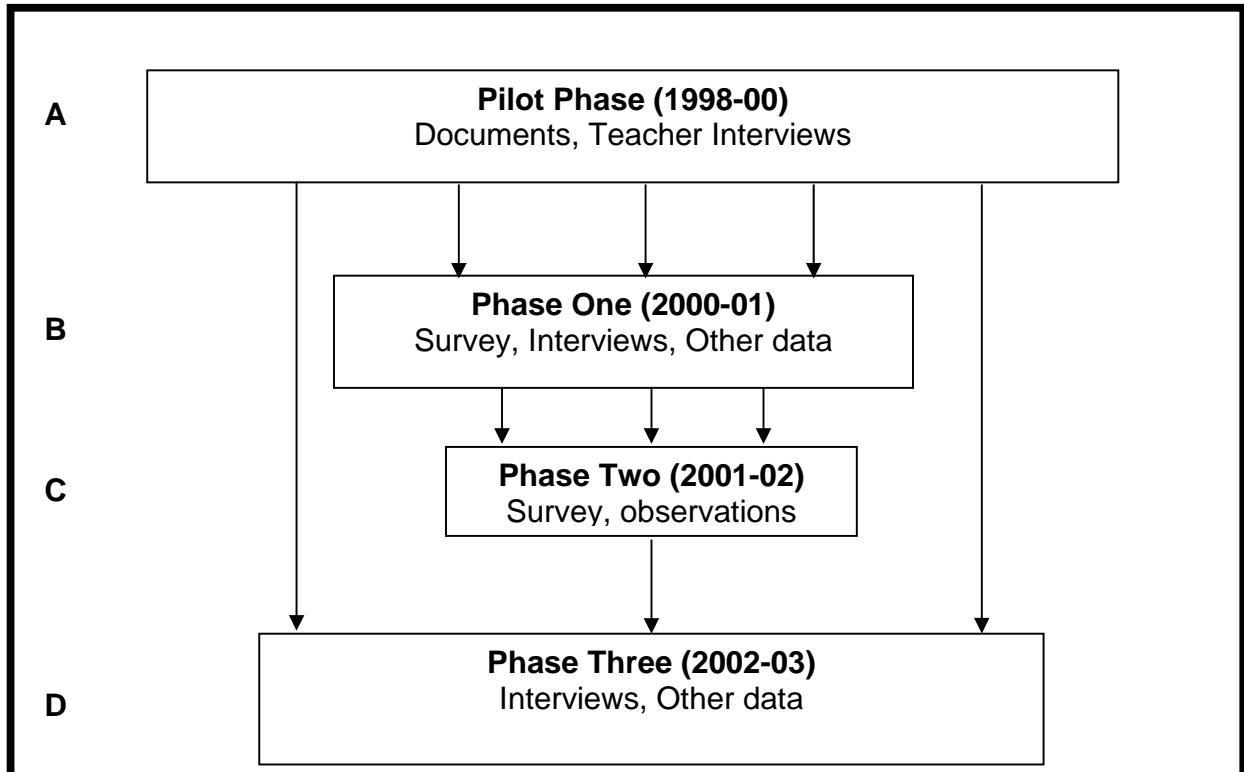 A
Pilot Phase (1998-00)
Documents, Teacher Interviews
B
Phase One (2000-01)
Survey, Interviews, Other data
C
Phase Two (2001-02)
Survey, observations
Phase Three (2002-03)
Interviews, Other data
D